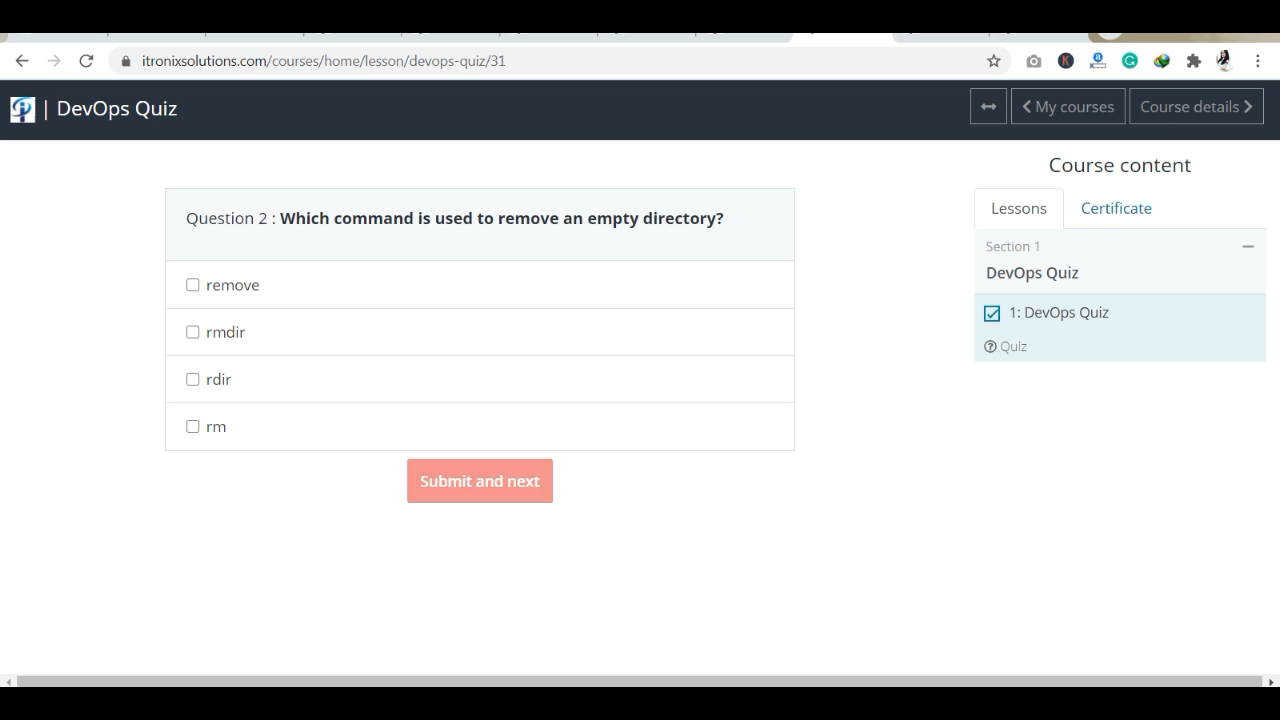 itronixsolutions.com/courses/home/lesson/devops-quiz/31
| DevOps Quiz
My courses
Course details
Course content
Lessons
Certificate
Section 1
DevOps Quiz
1: DevOps Quiz
Quiz
Question 2 : Which command is used to remove an empty directory?
remove
rmdir
rdir
rm
Submit and next